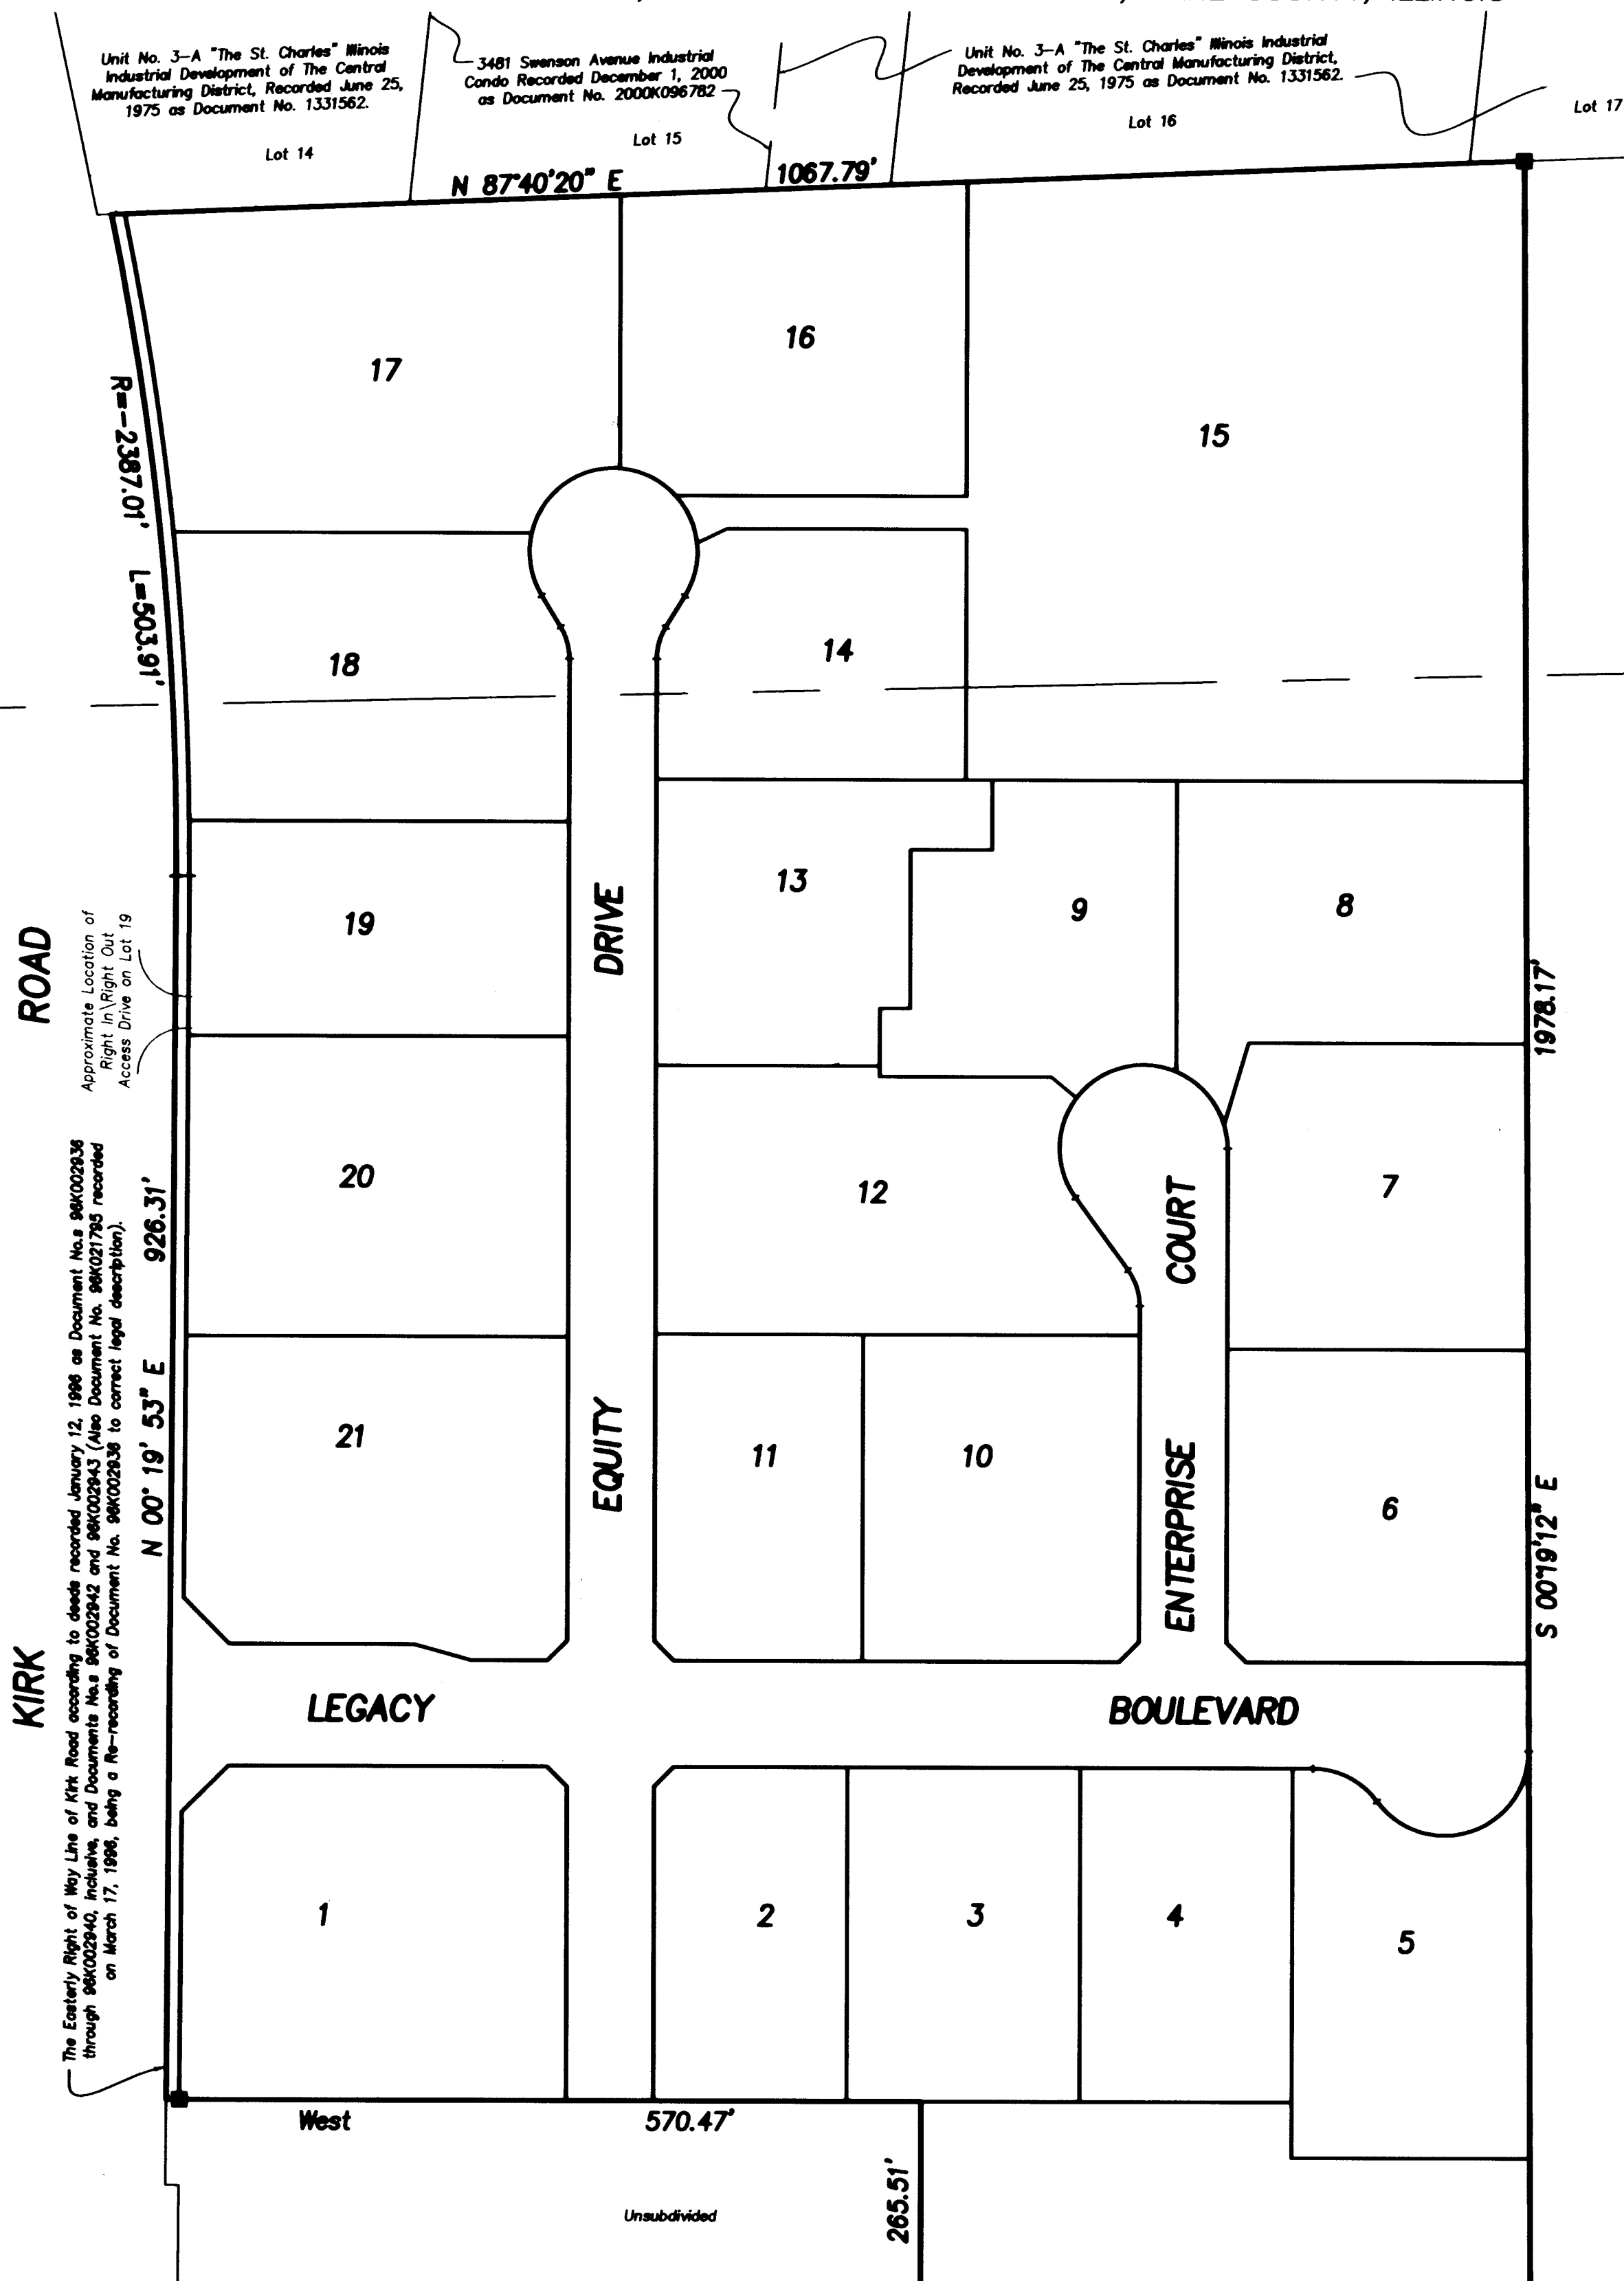 Unit No. 3-A "The St. Charles" Illinois
Industrial Development of The Central
Manufacturing District, Recorded June 25,
1975 as Document No. 1331562.
Lot 14
3481 Swenson Avenue Industrial
Condo Recorded December 1, 2000
as Document No. 2000K096782
Lot 15
Unit No. 3-A "The St. Charles" Illinois Industrial
Development of The Central Manufacturing District,
Recorded June 25, 1975 as Document No. 1331562.
Lot 16
Lot 17
N 87°40'20" E
1067.79'
17
16
15
R=-2387.01'
L=503.91'
18
14
13
9
8
19
DRIVE
ROAD
Approximate Location of
Right In\Right Out
Access Drive on Lot 19
1978.17'
20
12
COURT
7
926.31'
N 00° 19' 53" E
21
EQUITY
11
10
ENTERPRISE
6
S 00°19'12" E
KIRK
The Easterly Right of Way Line of Kirk Road according to deeds recorded January 12, 1996 as Document No.s 96K002936
through 96K002940, inclusive, and Documents No.s 96K002942 and 96K002943 (Also Document No. 96K021795 recorded
on March 17, 1996, being a Re-recording of Document No. 96K002936 to correct legal description).
LEGACY
BOULEVARD
1
2
3
4
5
West
570.47'
265.51'
Unsubdivided